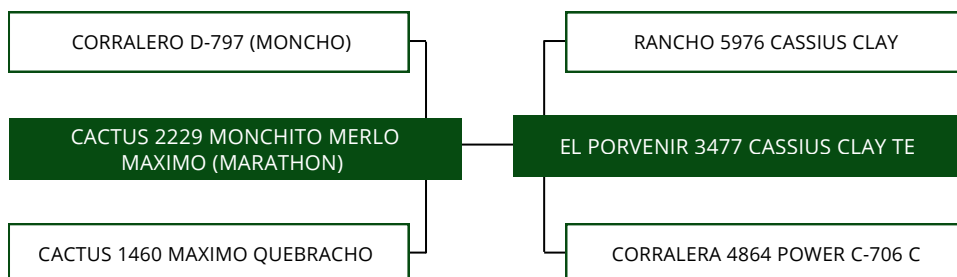 CORRALERO D-797 (MONCHO)
RANCHO 5976 CASSIUS CLAY
CACTUS 2229 MONCHITO MERLO
MAXIMO (MARATHON)
EL PORVENIR 3477 CASSIUS CLAY TE
CACTUS 1460 MAXIMO QUEBRACHO
CORRALERA 4864 POWER C-706 C